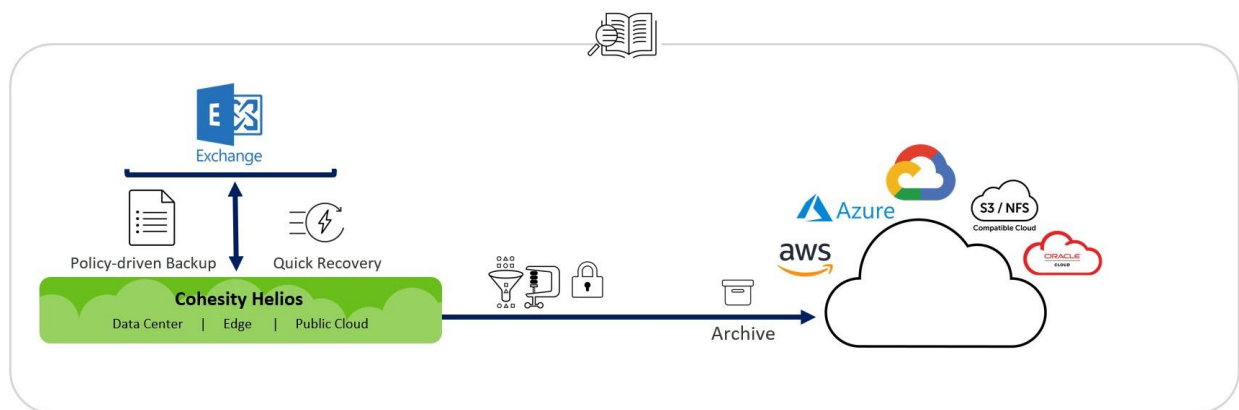 E
Exchange
Policy-driven Backup
Quick Recovery
Cohesity Helios
Data Center | Edge | Public Cloud
Archive
aws
Azure
S3 / NFS
Compatible Cloud
ORACLE
CLOUD